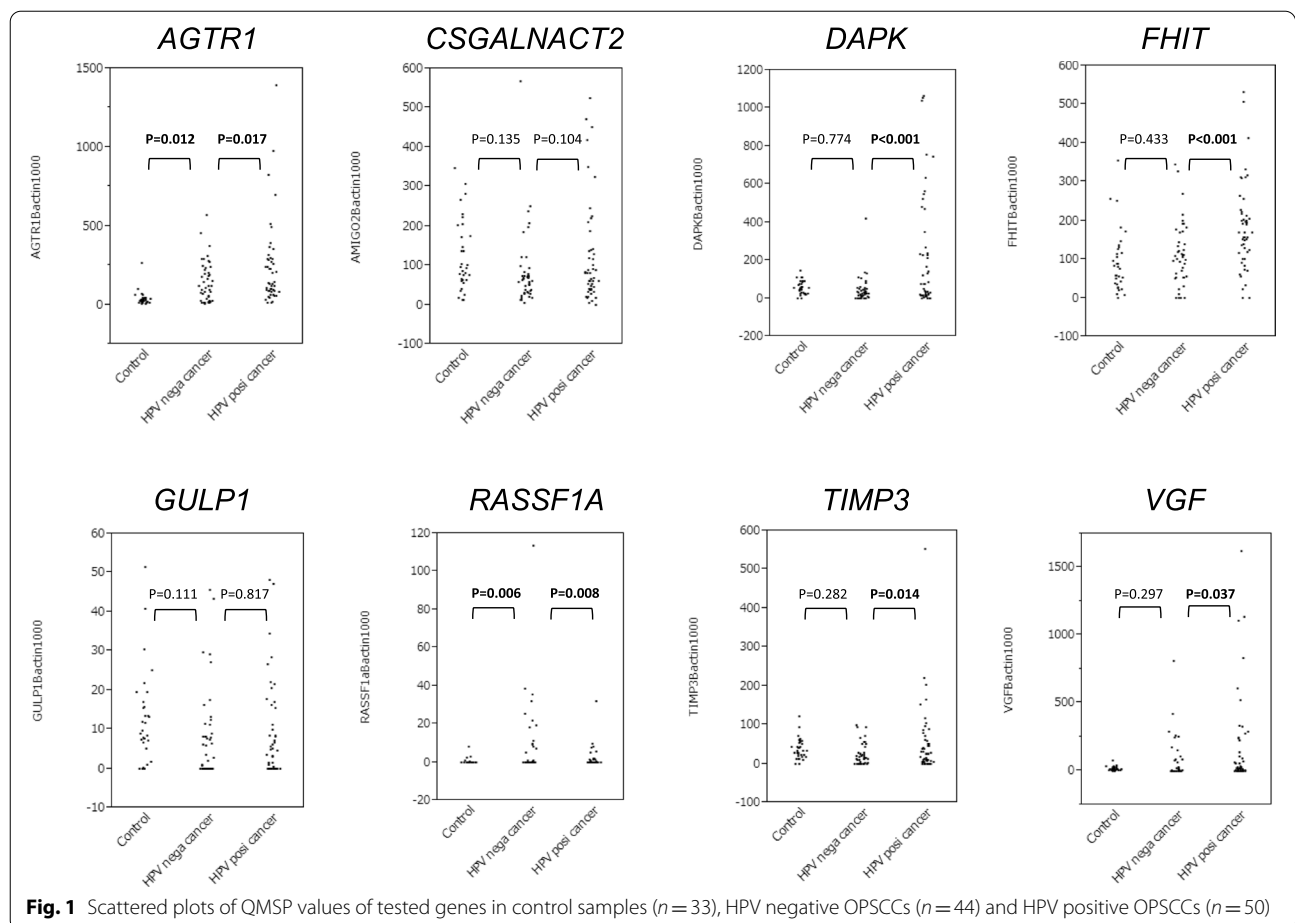 AGTR1
CSGALNACT2
DAPK
FHIT
AGTR1Bactin1000
1500
1000
500
0
P=0.012
P=0.017
Control
HPV nega cancer
HPV posi cancer
AMIGO2Bactin1000
600
500
400
300
200
100
0
-100
P=0.135
P=0.104
Control
HPV nega cancer
HPV posi cancer
DAPKBactin1000
1200
1000
800
600
400
200
0
-200
P=0.774
P<0.001
Control
HPV nega cancer
HPV posi cancer
FHITBactin1000
600
500
400
300
200
100
0
-100
P=0.433
P<0.001
Control
HPV nega cancer
HPV posi cancer
GULP1
RASSF1A
TIMP3
VGF
GULP1Bactin1000
60
50
40
30
20
10
0
-10
P=0.111
P=0.817
Control
HPV nega cancer
HPV posi cancer
RASSF1aBactin1000
120
100
80
60
40
20
0
-20
P=0.006
P=0.008
Control
HPV nega cancer
HPV posi cancer
TIMP3Bactin1000
600
500
400
300
200
100
0
-100
P=0.282
P=0.014
Control
HPV nega cancer
HPV posi cancer
VGFBactin1000
1500
1000
500
0
P=0.297
P=0.037
Control
HPV nega cancer
HPV posi cancer
Fig. 1 Scattered plots of QMSP values of tested genes in control samples (n = 33), HPV negative OPSCCs (n = 44) and HPV positive OPSCCs (n = 50)